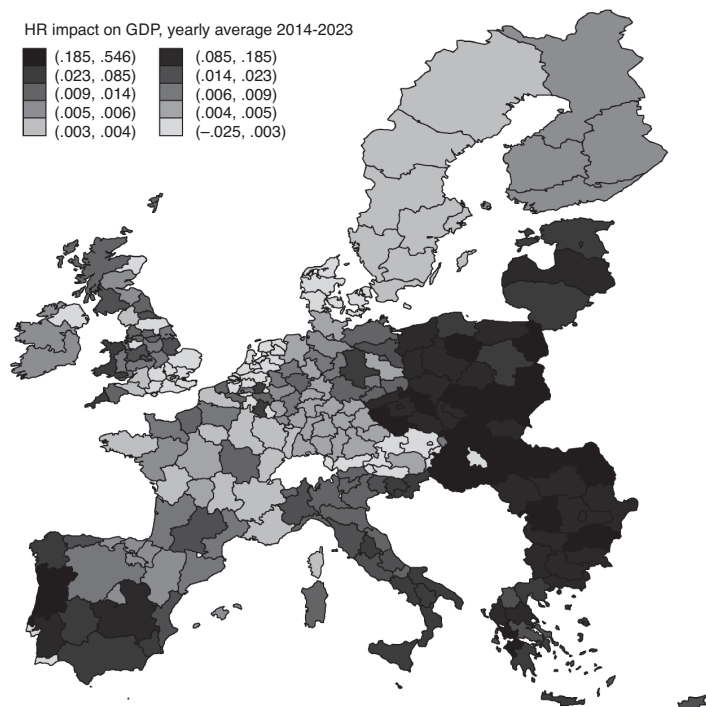 HR impact on GDP, yearly average 2014-2023
(.185, .546) (.085, .185)
(.023, .085) (.014, .023)
(.009, .014) (.006, .009)
(.005, .006) (.004, .005)
(.003, .004) (–.025, .003)